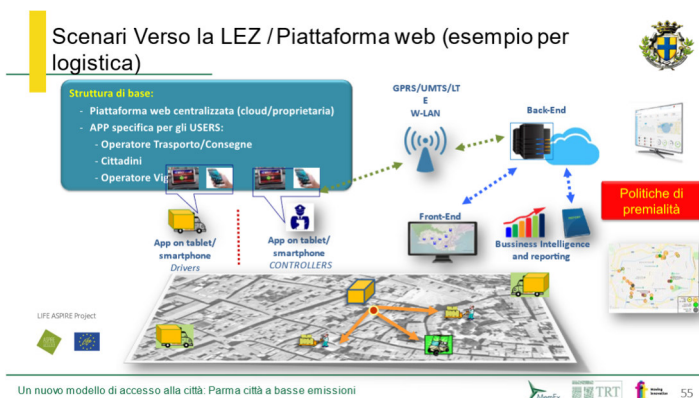 Scenari Verso la LEZ / Piattaforma web (esempio per
logistica)
Struttura di base:
- Piattaforma web centralizzata (cloud/proprietaria)
- APP specifica per gli USERS:
- Operatore Trasporto/Consegne
- Cittadini
- Operatore Vig
GPRS/UMTS/LT
E
W-LAN
Back-End
Politiche di
premialità
App on tablet/
smartphone
Drivers
App on tablet/
smartphone
CONTROLLERS
Front-End
Bussiness Intelligence
and reporting
LIFE ASPIRE Project
Un nuovo modello di accesso alla città: Parma città a basse emissioni
MemEx
TRT
55